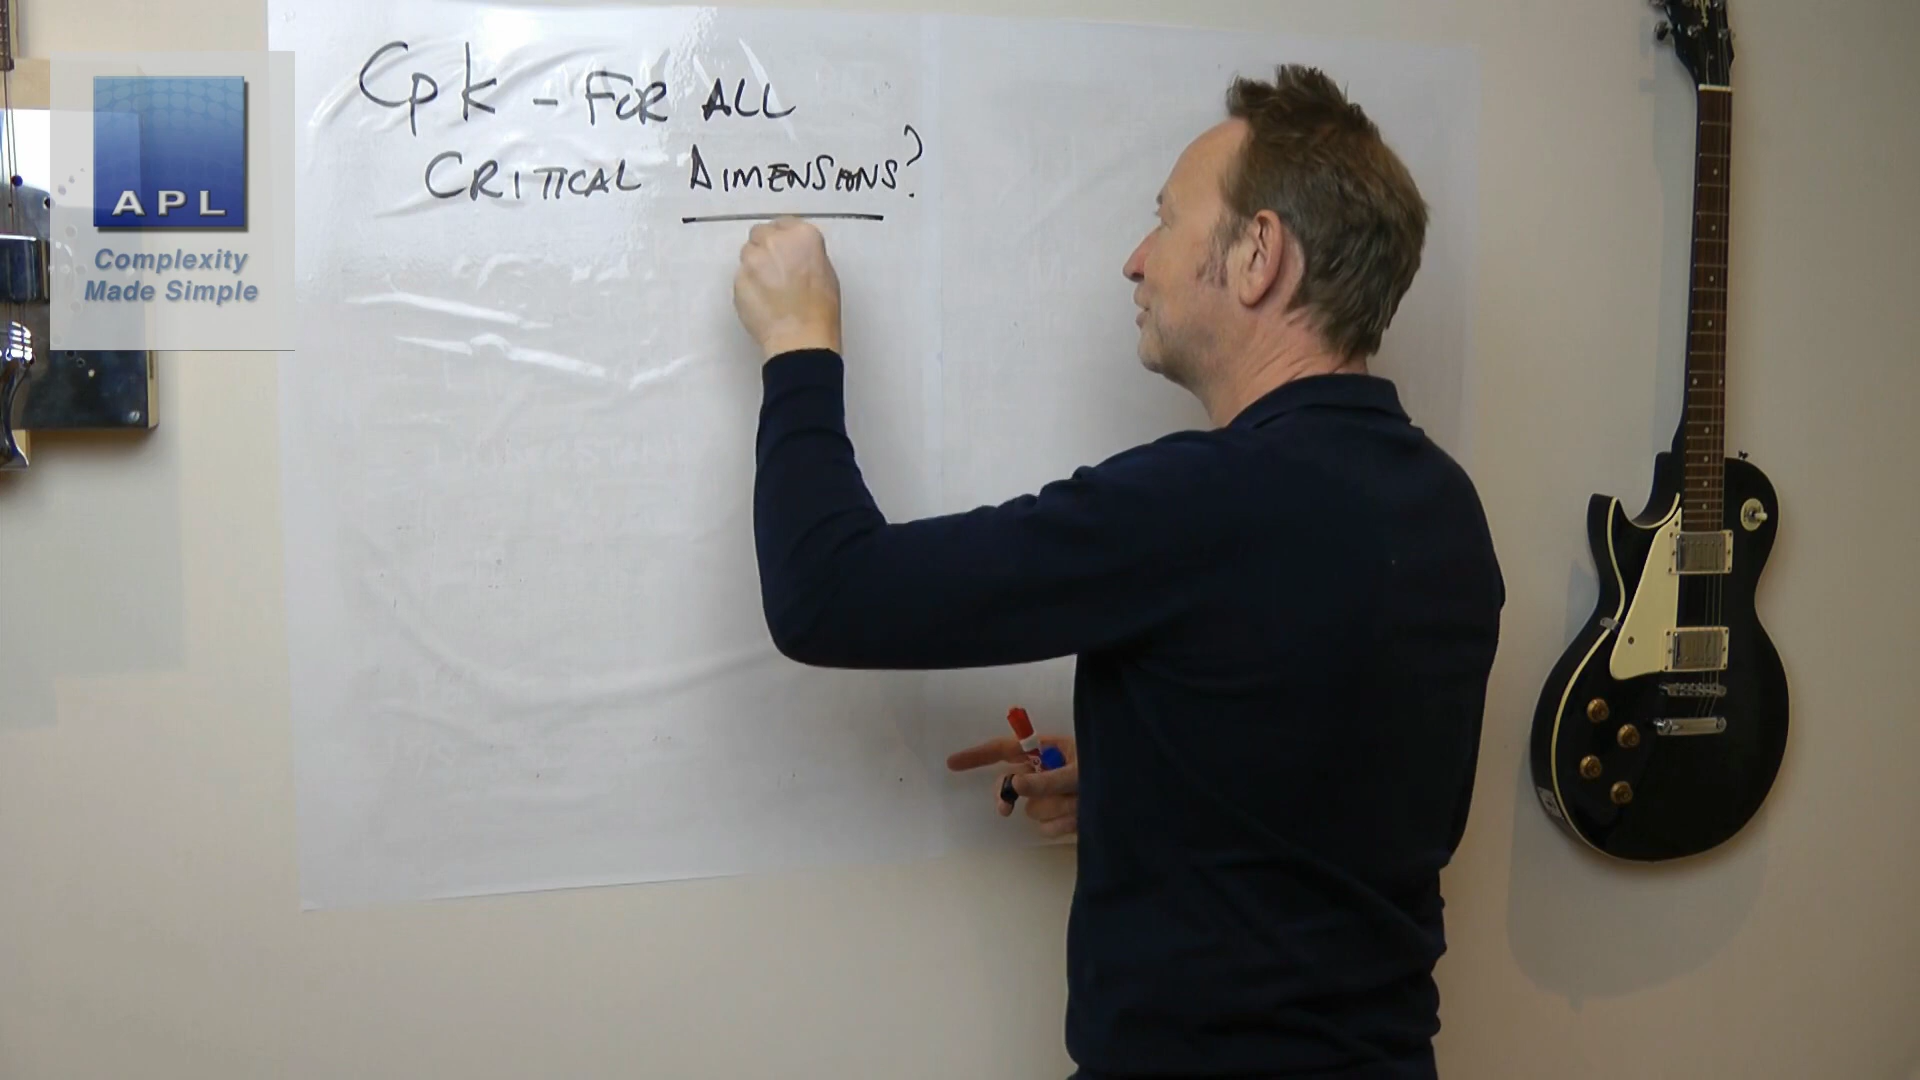 Cpk - FOR ALL
CRITICAL DIMENSIONS?
APL
Complexity
Made Simple